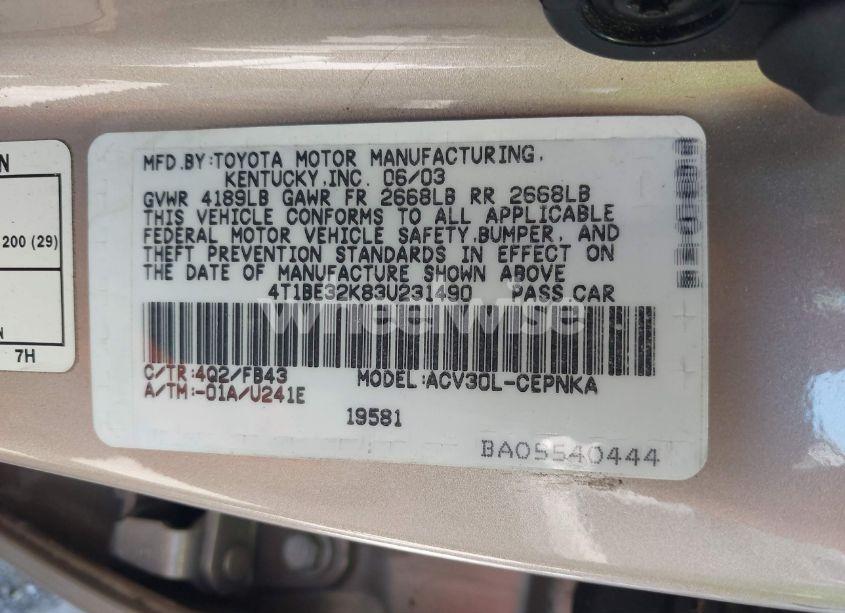 N
200 (29)
N
7H
MFD.BY:TOYOTA MOTOR MANUFACTURING,
KENTUCKY,INC. 06/03
GVWR 4189LB GAWR FR 2668LB RR 2668LB
THIS VEHICLE CONFORMS TO ALL APPLICABLE
FEDERAL MOTOR VEHICLE SAFETY,BUMPER, AND
THEFT PREVENTION STANDARDS IN EFFECT ON
THE DATE OF MANUFACTURE SHOWN ABOVE
4T1BE32K83U231490 PASS.CAR
wheelwise
C/TR:4Q2/FB43 MODEL:ACV30L-CEPNKA
A/TM:-01A/U241E
19581
BA05540444